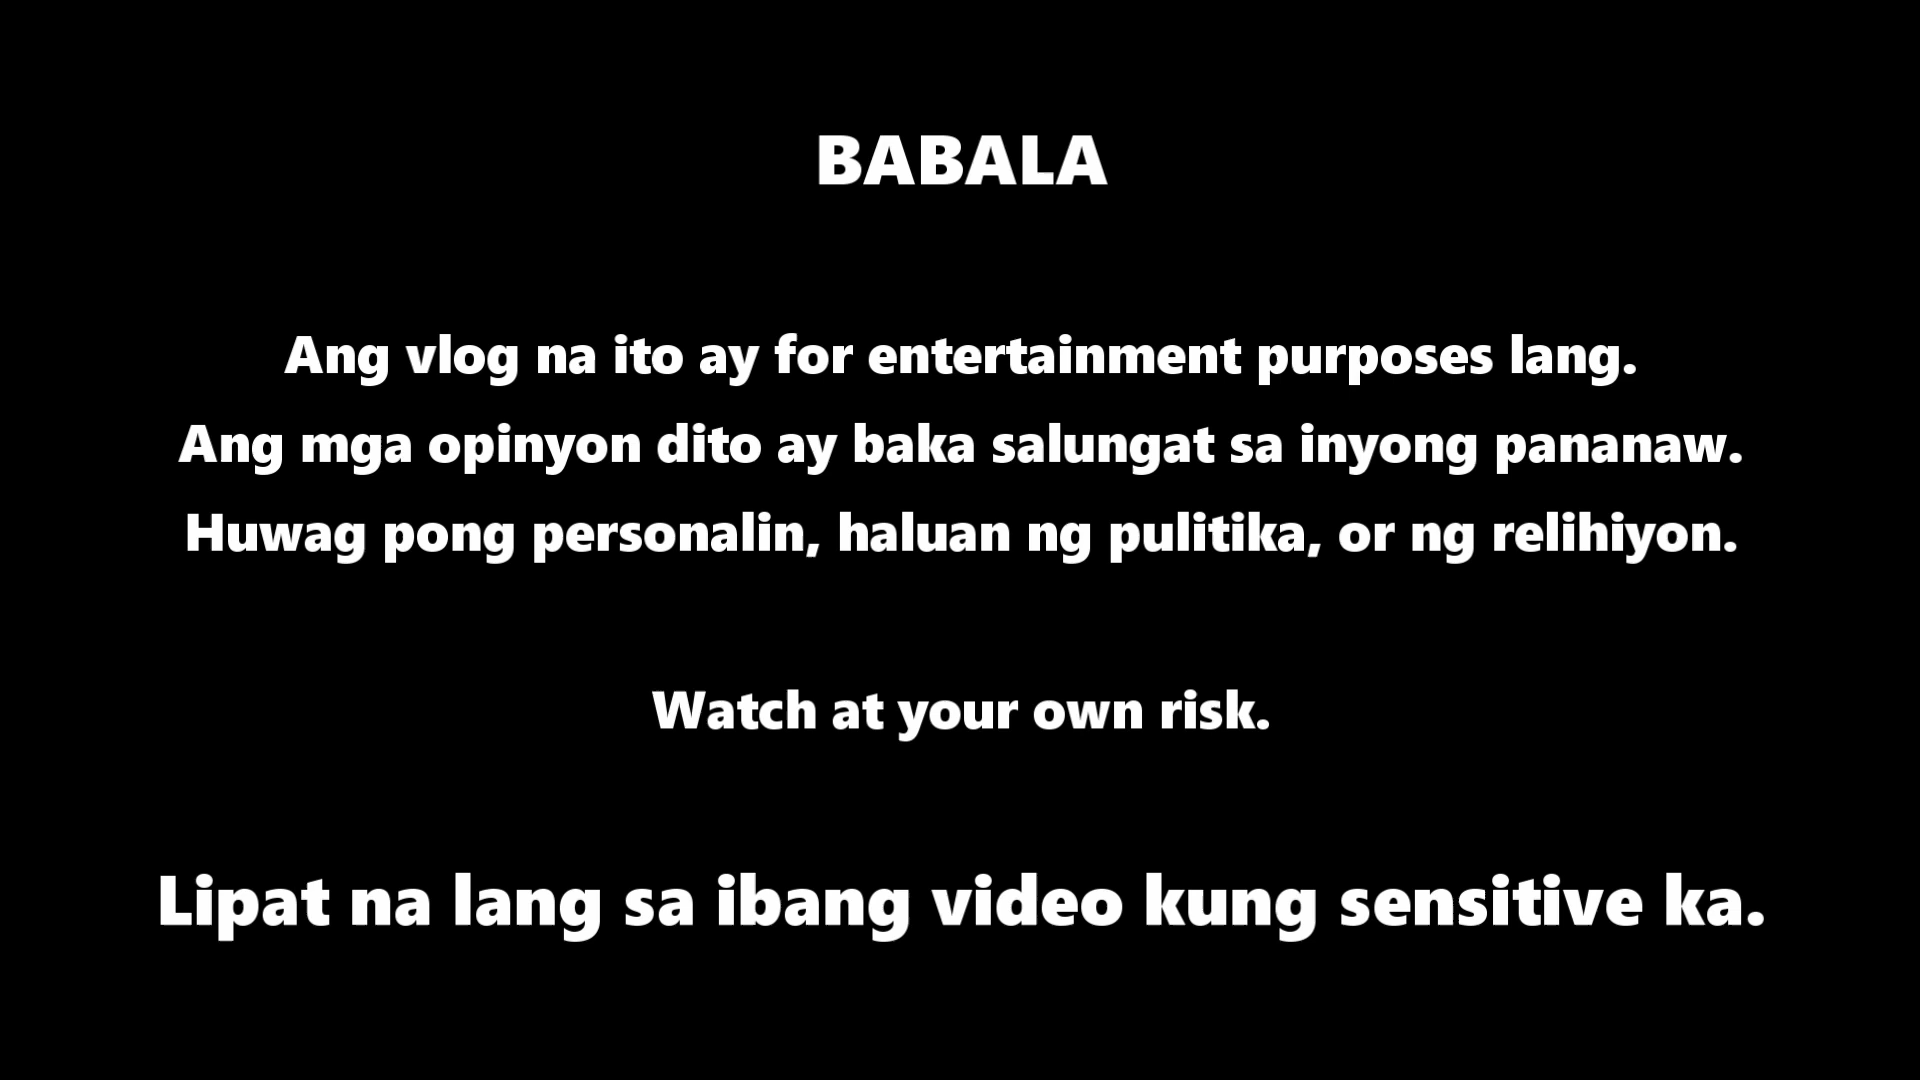 BABALA
Ang vlog na ito ay for entertainment purposes lang.
Ang mga opinyon dito ay baka salungat sa inyong pananaw.
Huwag pong personalin, haluan ng pulitika, or ng relihiyon.
Watch at your own risk.
Lipat na lang sa ibang video kung sensitive ka.